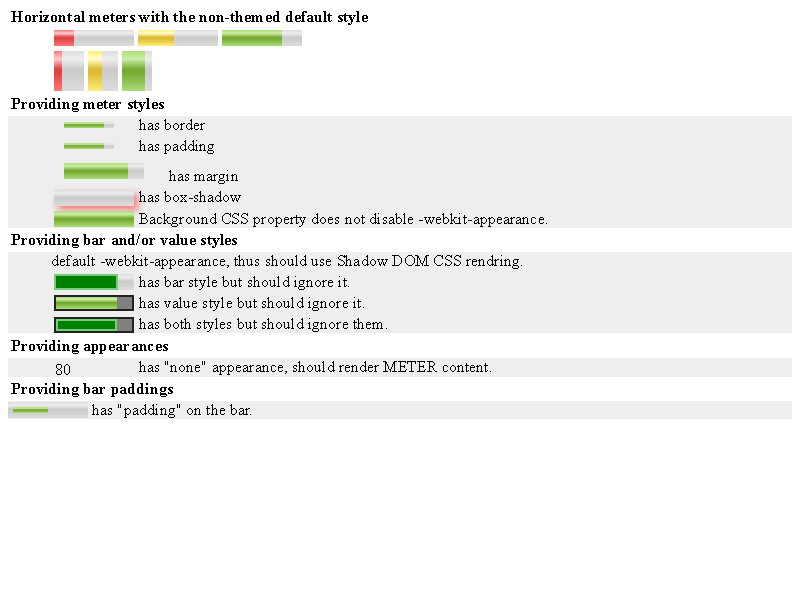 Horizontal meters with the non-themed default style
Providing meter styles
has border
has padding
has margin
has box-shadow
Background CSS property does not disable -webkit-appearance.
Providing bar and/or value styles
default -webkit-appearance, thus should use Shadow DOM CSS rendring.
has bar style but should ignore it.
has value style but should ignore it.
has both styles but should ignore them.
Providing appearances
80 has "none" appearance, should render METER content.
Providing bar paddings
has "padding" on the bar.